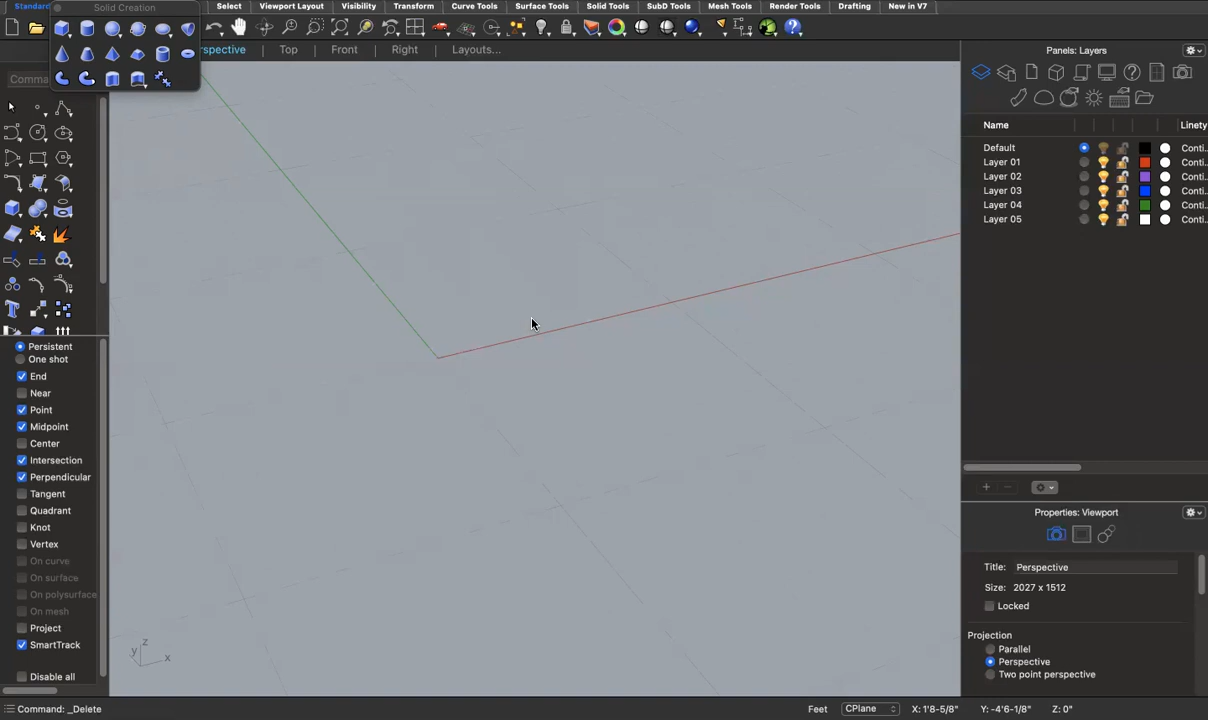 Standar
Solid Creation
Select
Viewport Layout
Visibility
Transform
Curve Tools
Surface Tools
Solid Tools
SubD Tools
Mesh Tools
Render Tools
Drafting
New in V7
rspective
Top
Front
Right
Layouts...
Panels: Layers
Comma
Name
Linety
Default
Conti..
Layer 01
Conti..
Layer 02
Conti..
Layer 03
Conti..
Layer 04
Conti..
Layer 05
Conti..
Persistent
One shot
End
Near
Point
Midpoint
Center
Intersection
Perpendicular
Tangent
Quadrant
Knot
Vertex
On curve
On surface
On polysurface
On mesh
Project
SmartTrack
Disable all
z
y
x
Properties: Viewport
Title: Perspective
Size: 2027 x 1512
Locked
Projection
Parallel
Perspective
Two point perspective
Command: _Delete
Feet
CPlane
X: 1'8-5/8"
Y: -4'6-1/8"
Z: 0"